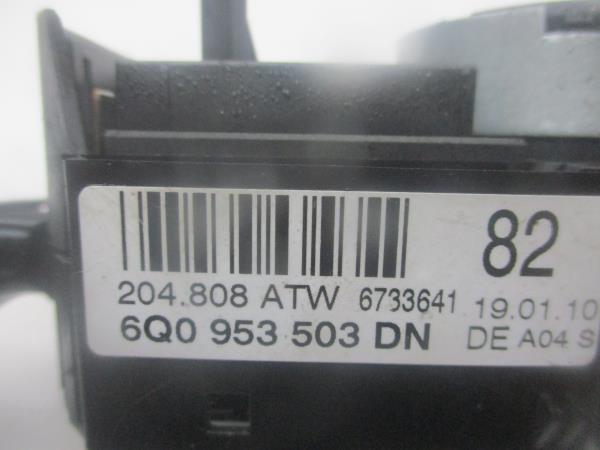 82
204.808 ATW 6733641 19.01.10
6Q0 953 503 DN DE A04 S